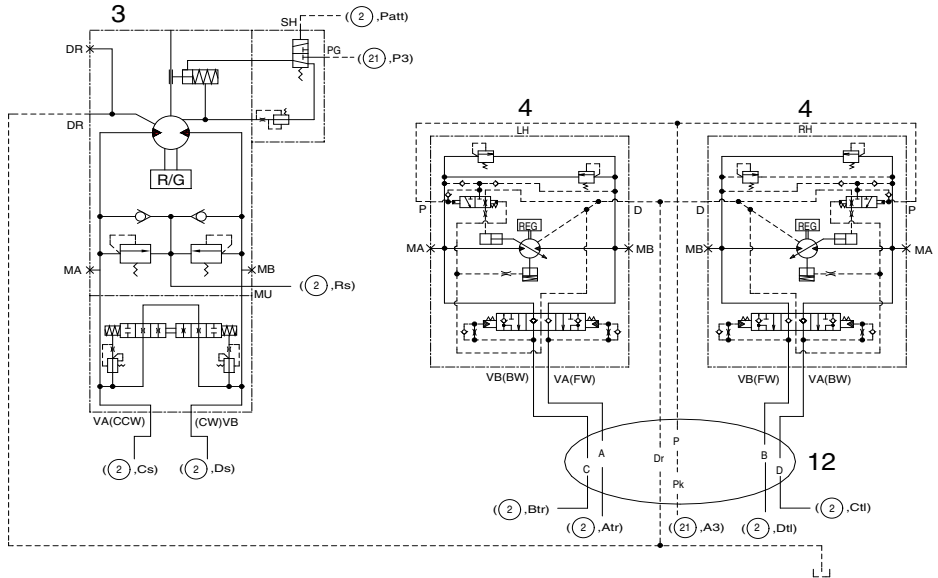 3
SH
(2 ,Patt)
DR
PG
(21 ,P3)
DR
R/G
MA
MB
(2 ,Rs)
MU
VA(CCW)
(CW)VB
(2 ,Cs)
(2 ,Ds)
4
4
LH
RH
P
D
D
P
REG
REG
MA
MB
MB
MA
VB(BW)
VA(FW)
VB(FW)
VA(BW)
12
A
C
Dr
P
Pk
B
D
(2 ,Btr)
(2 ,Atr)
(21 ,A3)
(2 ,Dtl)
(2 ,Ctl)